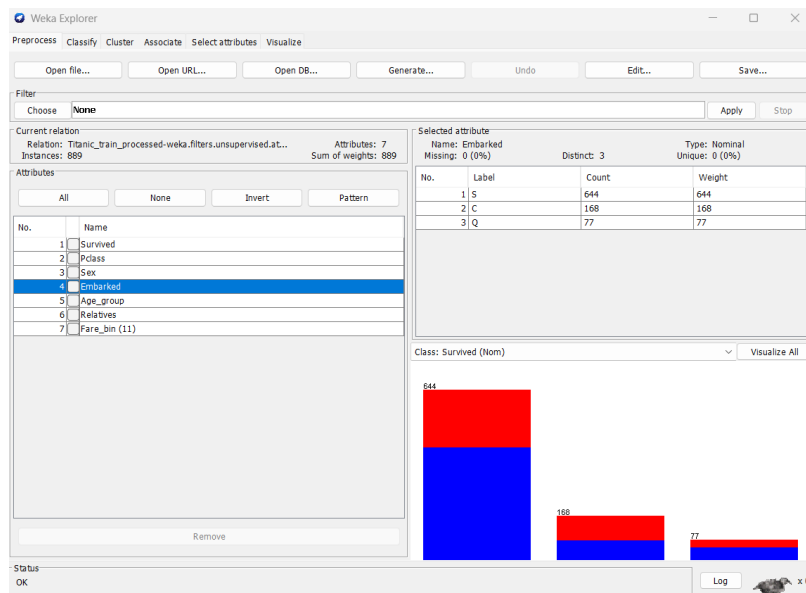 Weka Explorer
Preprocess Classify Cluster Associate Select attributes Visualize
Open file... Open URL... Open DB... Generate... Undo Edit... Save...
Filter
Choose None Apply Stop
Current relation
Relation: Titanic_train_processed-weka.filters.unsupervised.at... Attributes: 7
Instances: 889 Sum of weights: 889
Selected attribute
Name: Embarked Type: Nominal
Missing: 0 (0%) Distinct: 3 Unique: 0 (0%)
Attributes
All None Invert Pattern
No. Name
1 Survived
2 Pclass
3 Sex
4 Embarked
5 Age_group
6 Relatives
7 Fare_bin (11)
Remove
No. Label Count Weight
1 S 644 644
2 C 168 168
3 Q 77 77
Class: Survived (Nom) Visualize All
644
168
77
Status
OK
Log x